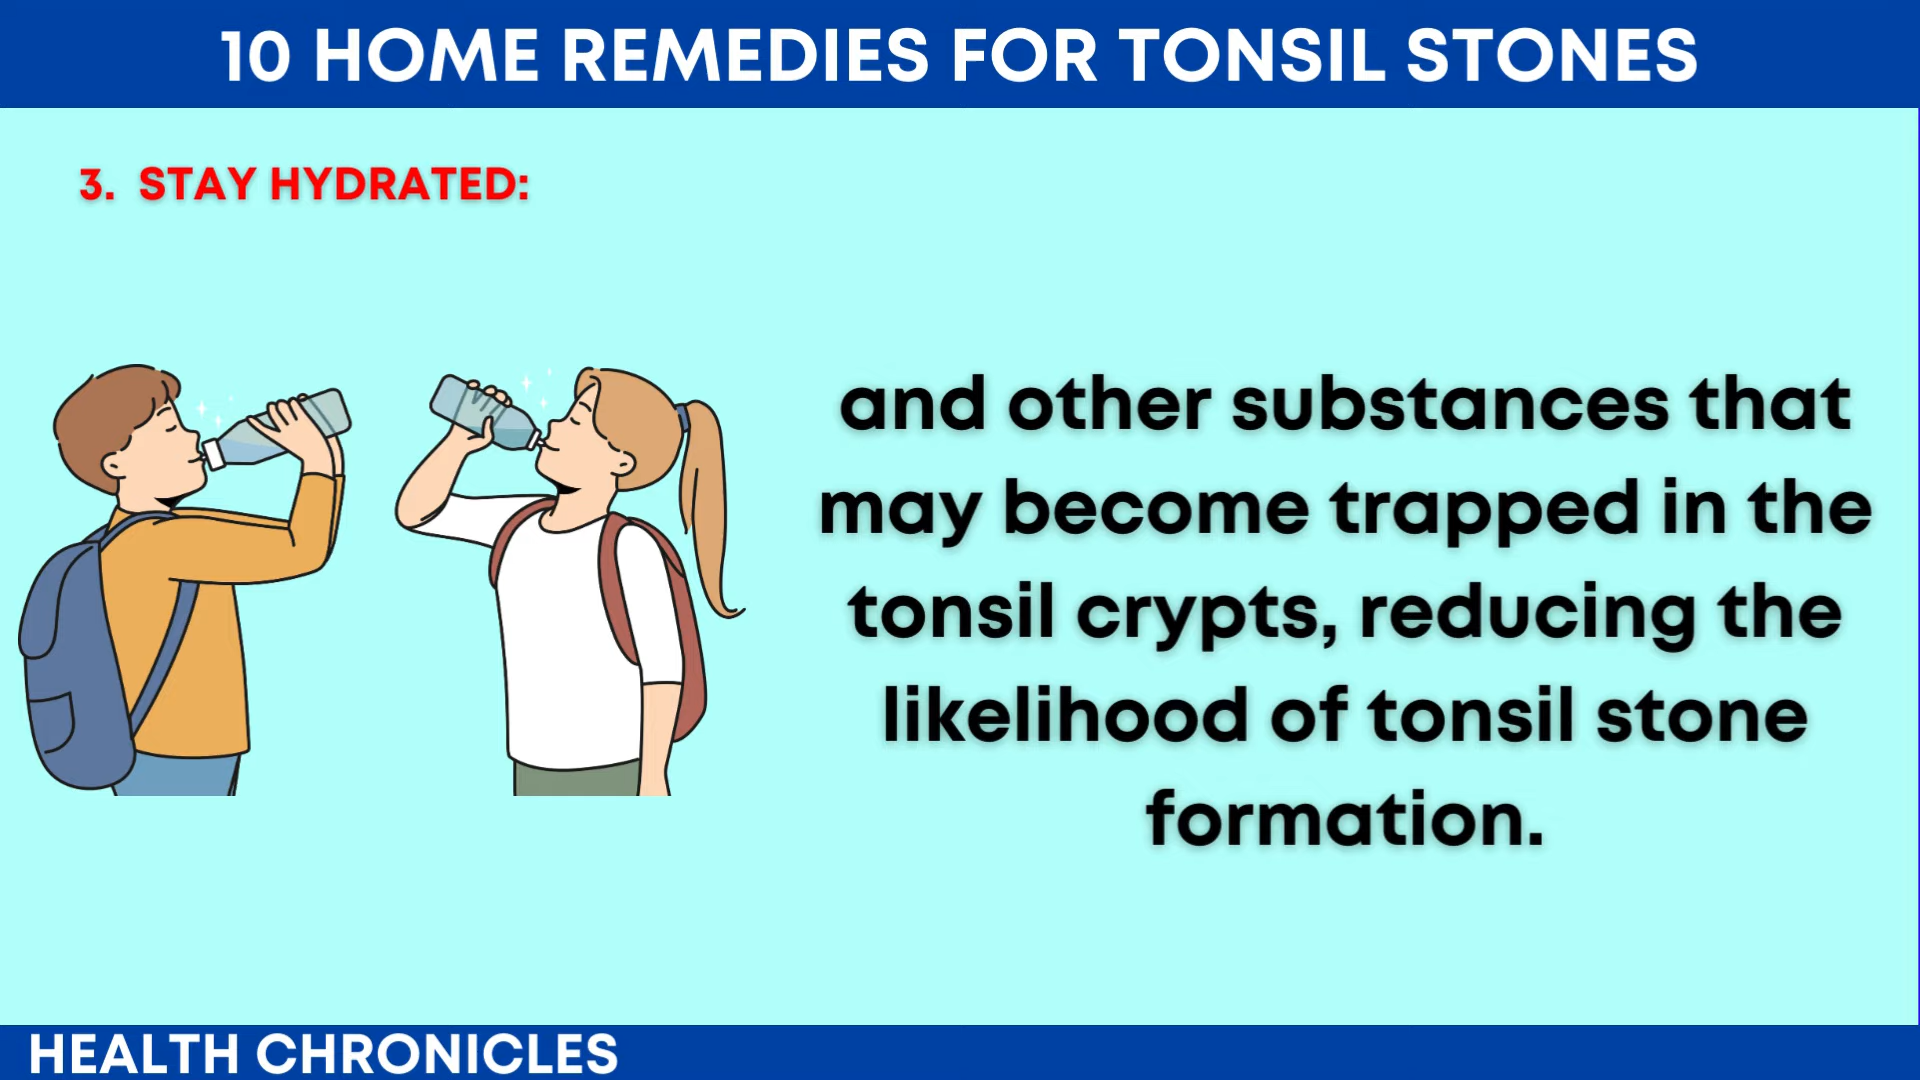 10 HOME REMEDIES FOR TONSIL STONES
3. STAY HYDRATED:
and other substances that
may become trapped in the
tonsil crypts, reducing the
likelihood of tonsil stone
formation.
HEALTH CHRONICLES